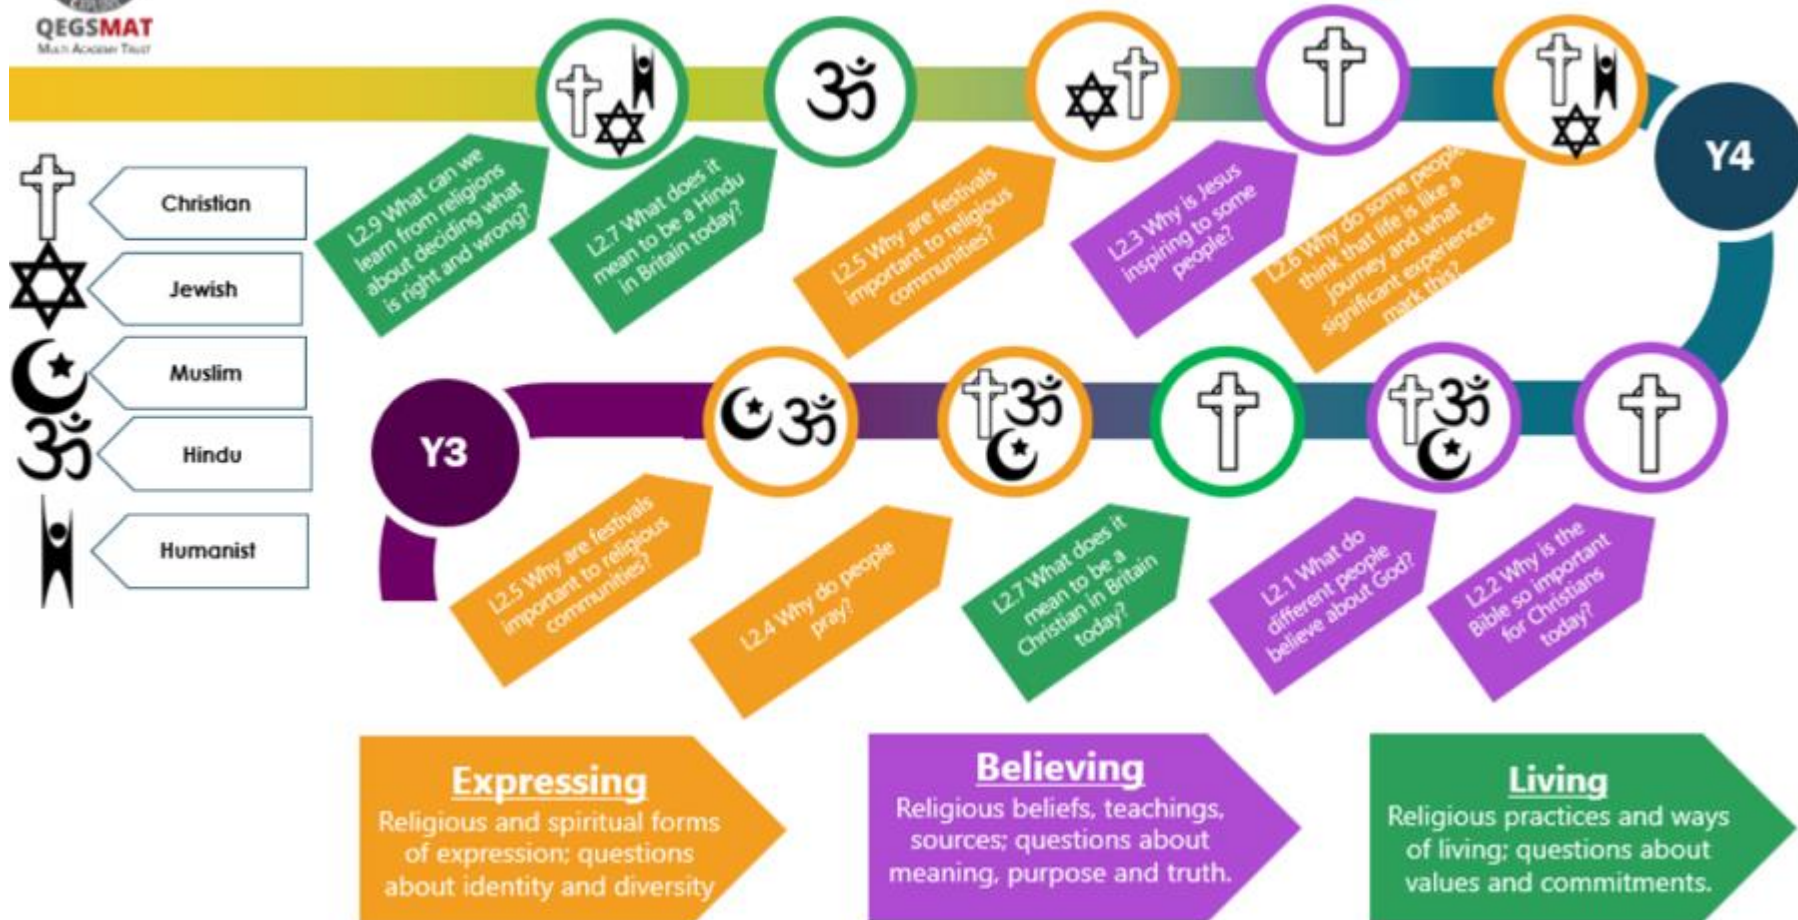 QEGSMAT
MULTI ACADEMY TRUST
Christian
Jewish
Muslim
Hindu
Humanist
L2.9 What can we
learn from religions
about deciding what
is right and wrong?
L2.7 What does it
mean to be a Hindu
in Britain today?
L2.5 Why are festivals
important to religious
communities?
L2.3 Why is Jesus
inspiring to some
people?
L2.6 Why do some people
think that life is like a
journey and what
significant experiences
mark this?
Y4
Y3
L2.5 Why are festivals
important to religious
communities?
L2.4 Why do people
pray?
L2.7 What does it
mean to be a
Christian in Britain
today?
L2.1 What do
different people
believe about God?
L2.2 Why is the
Bible so important
for Christians
today?
Expressing
Religious and spiritual forms
of expression; questions
about identity and diversity
Believing
Religious beliefs, teachings,
sources; questions about
meaning, purpose and truth.
Living
Religious practices and ways
of living; questions about
values and commitments.